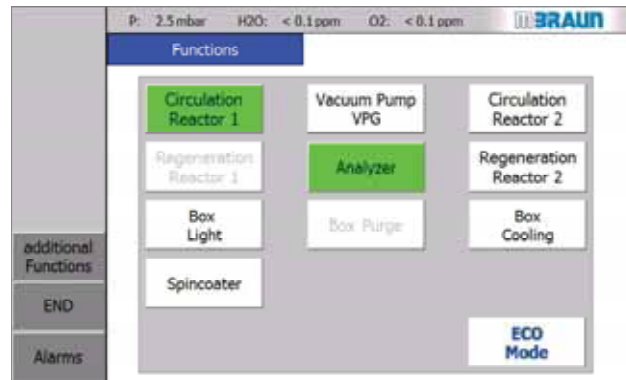 P: 2.5 mbar H2O: < 0.1 ppm O2: < 0.1 ppm MBRAUN
Functions
Circulation Reactor 1
Vacuum Pump VPG
Circulation Reactor 2
Regeneration Reactor 1
Analyzer
Regeneration Reactor 2
Box Light
Box Purge
Box Cooling
Spincoater
ECO Mode
additional Functions
END
Alarms